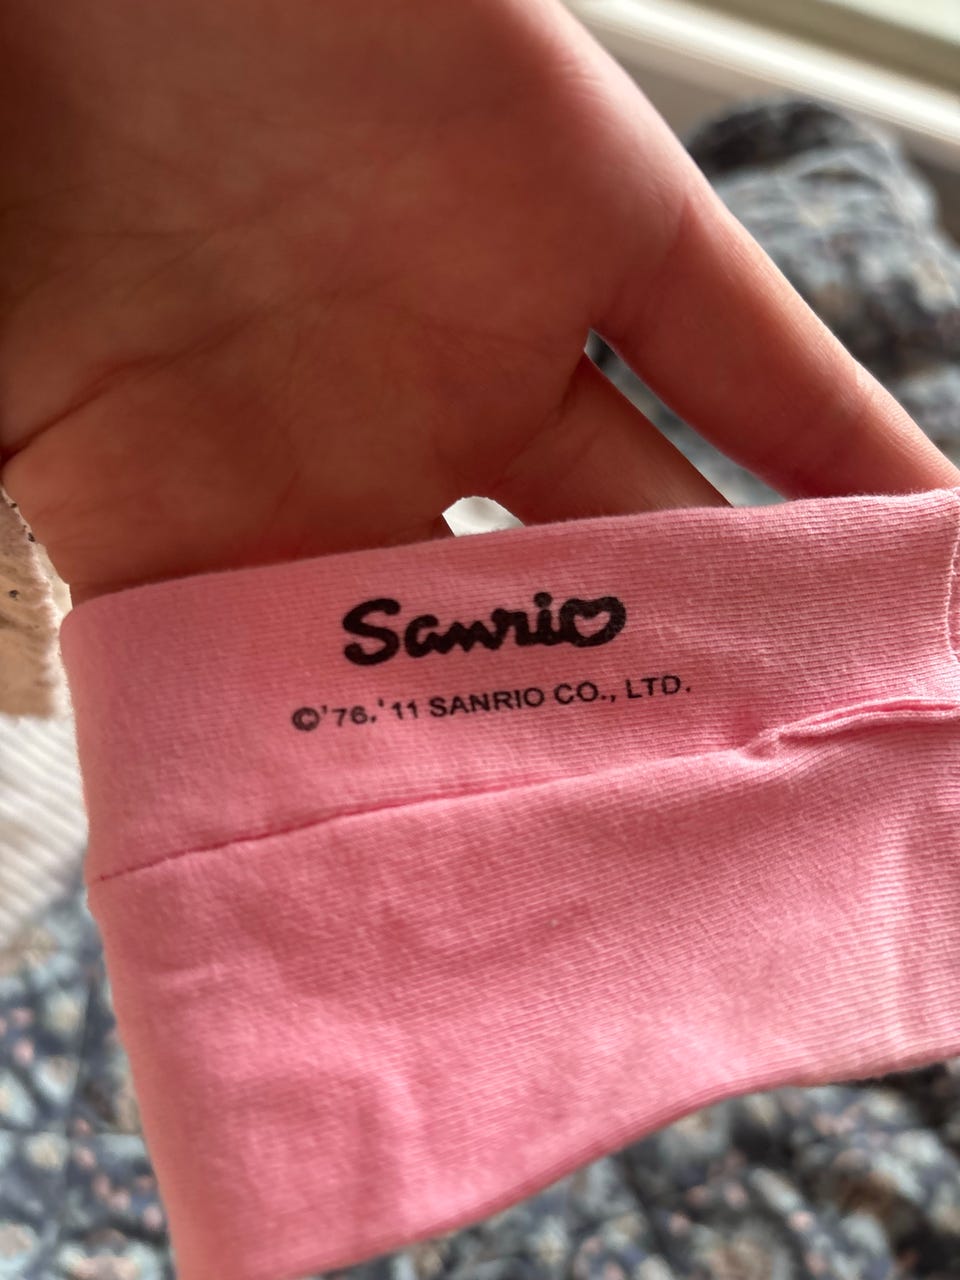 Sanrio
©'76,'11 SANRIO CO., LTD.